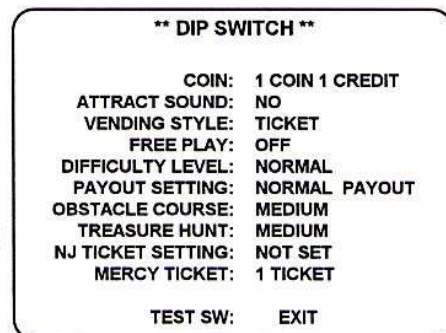 ** DIP SWITCH **
COIN: 1 COIN 1 CREDIT
ATTRACT SOUND: NO
VENDING STYLE: TICKET
FREE PLAY: OFF
DIFFICULTY LEVEL: NORMAL
PAYOUT SETTING: NORMAL PAYOUT
OBSTACLE COURSE: MEDIUM
TREASURE HUNT: MEDIUM
NJ TICKET SETTING: NOT SET
MERCY TICKET: 1 TICKET
TEST SW: EXIT